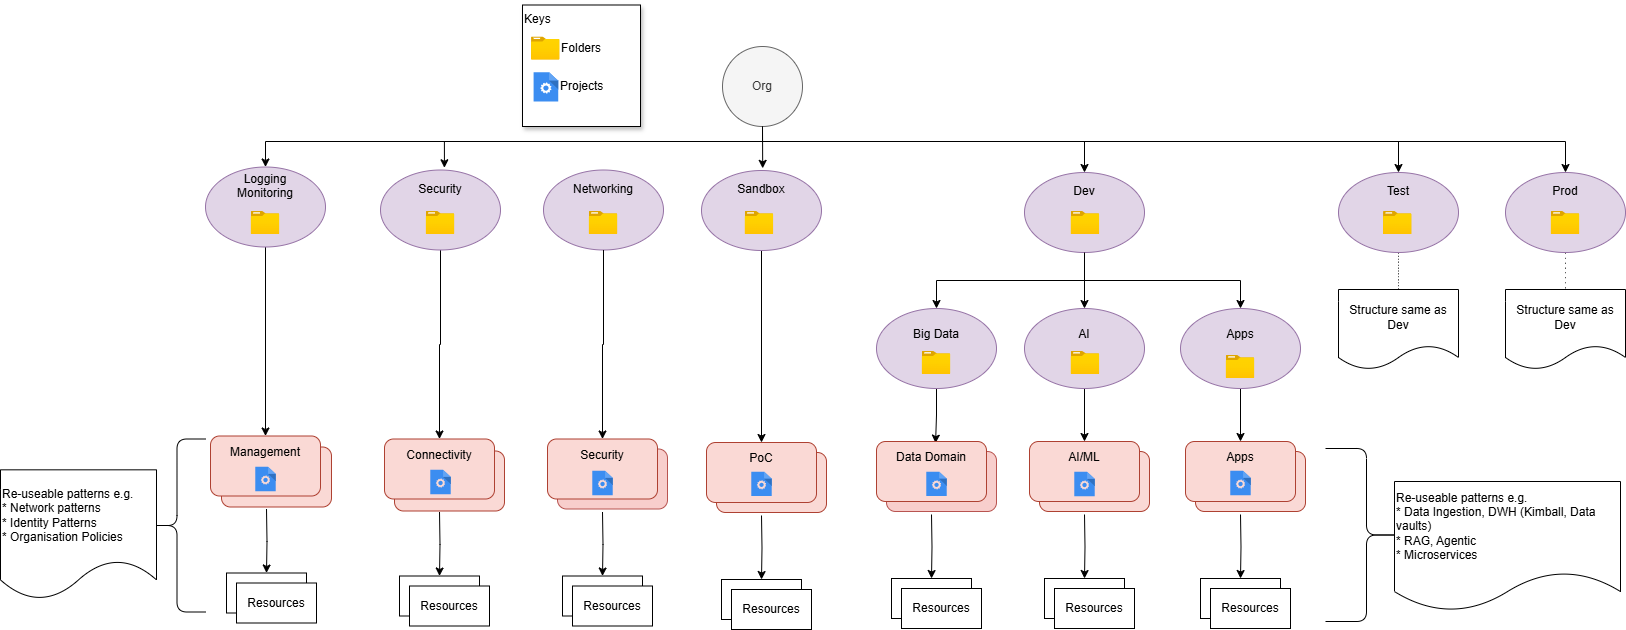 Keys
Folders
Projects
Org
Logging
Monitoring
Security
Networking
Sandbox
Dev
Test
Prod
Big Data
AI
Apps
Structure same as
Dev
Structure same as
Dev
Management
Connectivity
Security
PoC
Data Domain
AI/ML
Apps
Re-useable patterns e.g.
* Network patterns
* Identity Patterns
* Organisation Policies
Re-useable patterns e.g.
* Data Ingestion, DWH (Kimball, Data
vaults)
* RAG, Agentic
* Microservices
Resources
Resources
Resources
Resources
Resources
Resources
Resources